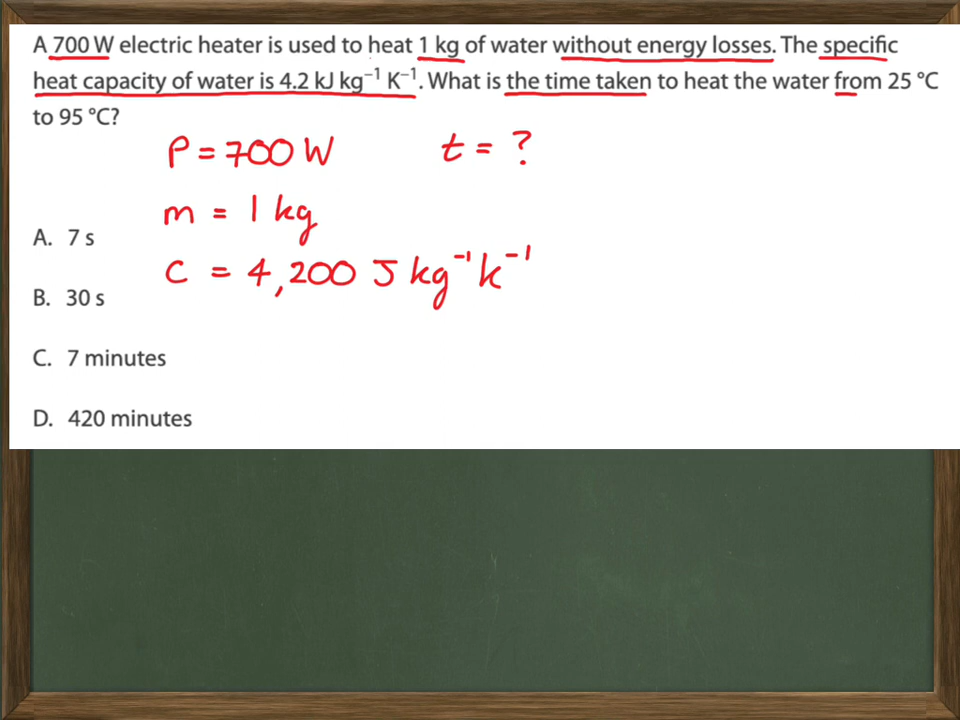 A 700 W electric heater is used to heat 1 kg of water without energy losses. The specific
heat capacity of water is 4.2 kJ kg⁻¹ K⁻¹. What is the time taken to heat the water from 25 °C
to 95 °C?
P = 700 W t = ?
m = 1 kg
A. 7 s
C = 4,200 J kg⁻¹ k⁻¹
B. 30 s
C. 7 minutes
D. 420 minutes